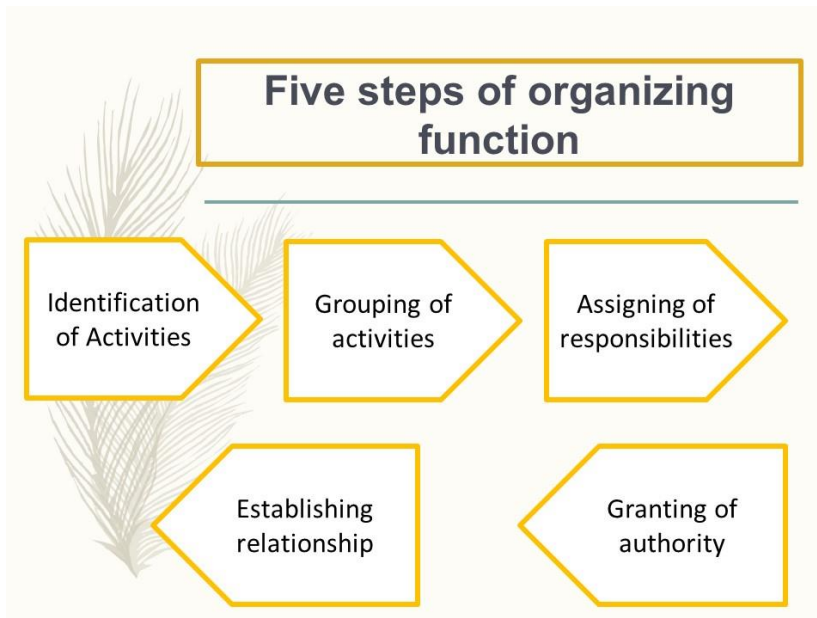 Five steps of organizing
function
Identification
of Activities
Grouping of
activities
Assigning of
responsibilities
Granting of
authority
Establishing
relationship